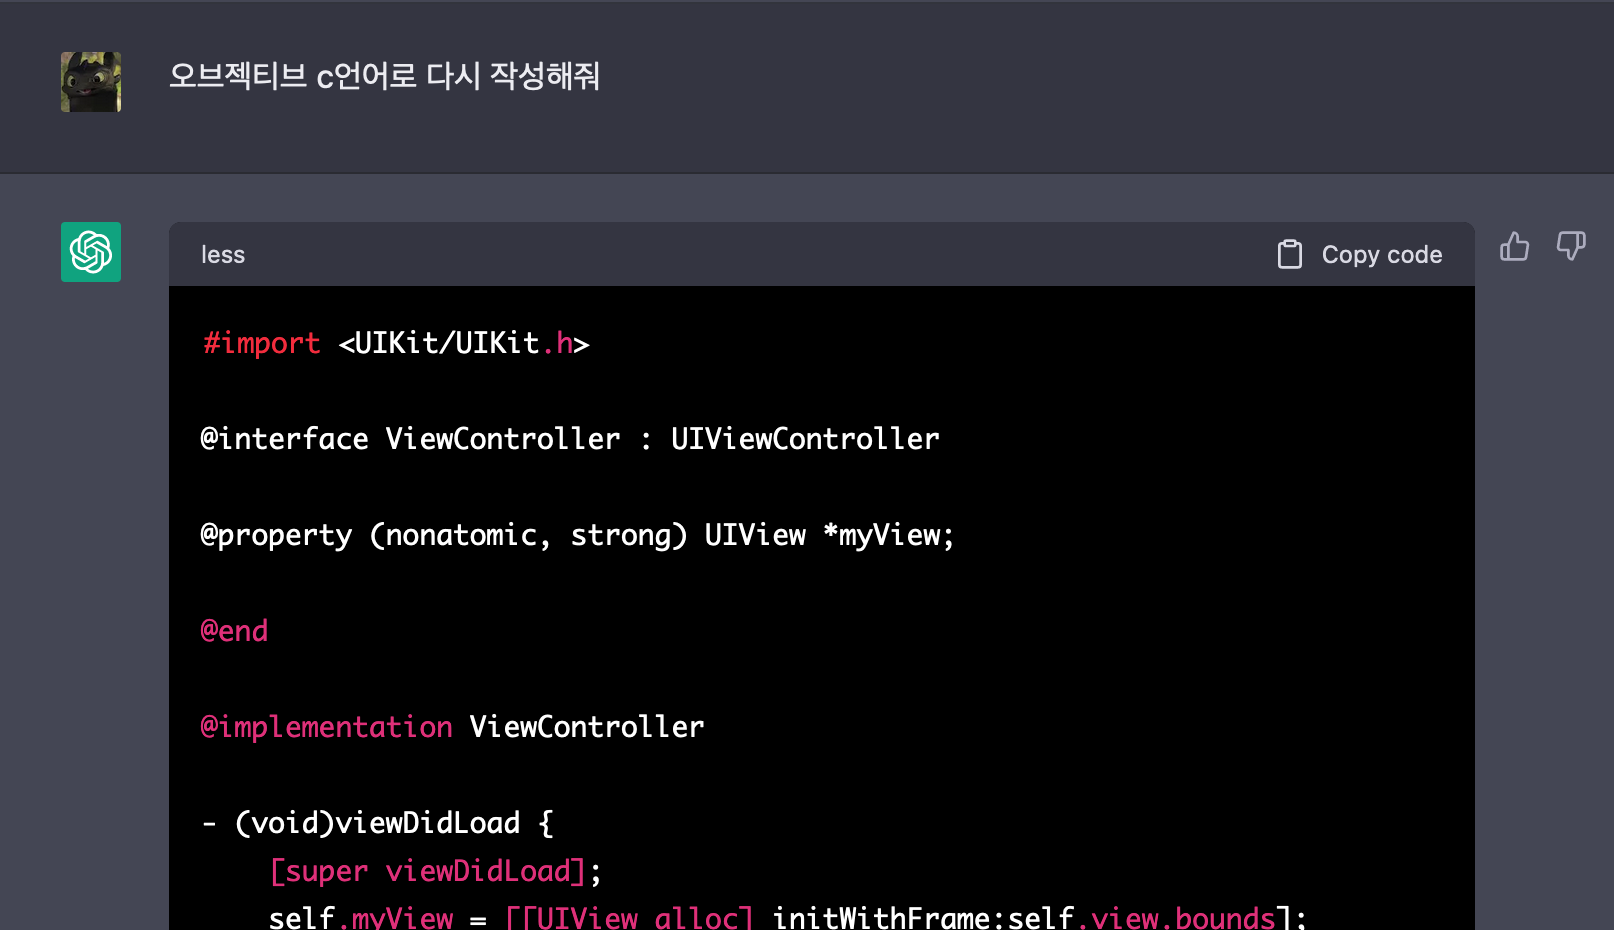 오브젝티브 c언어로 다시 작성해줘
less
Copy code
#import <UIKit/UIKit.h>
@interface ViewController : UIViewController
@property (nonatomic, strong) UIView *myView;
@end
@implementation ViewController
- (void)viewDidLoad {
[super viewDidLoad];
self.myView = [[UIView alloc] initWithFrame:self.view.bounds];